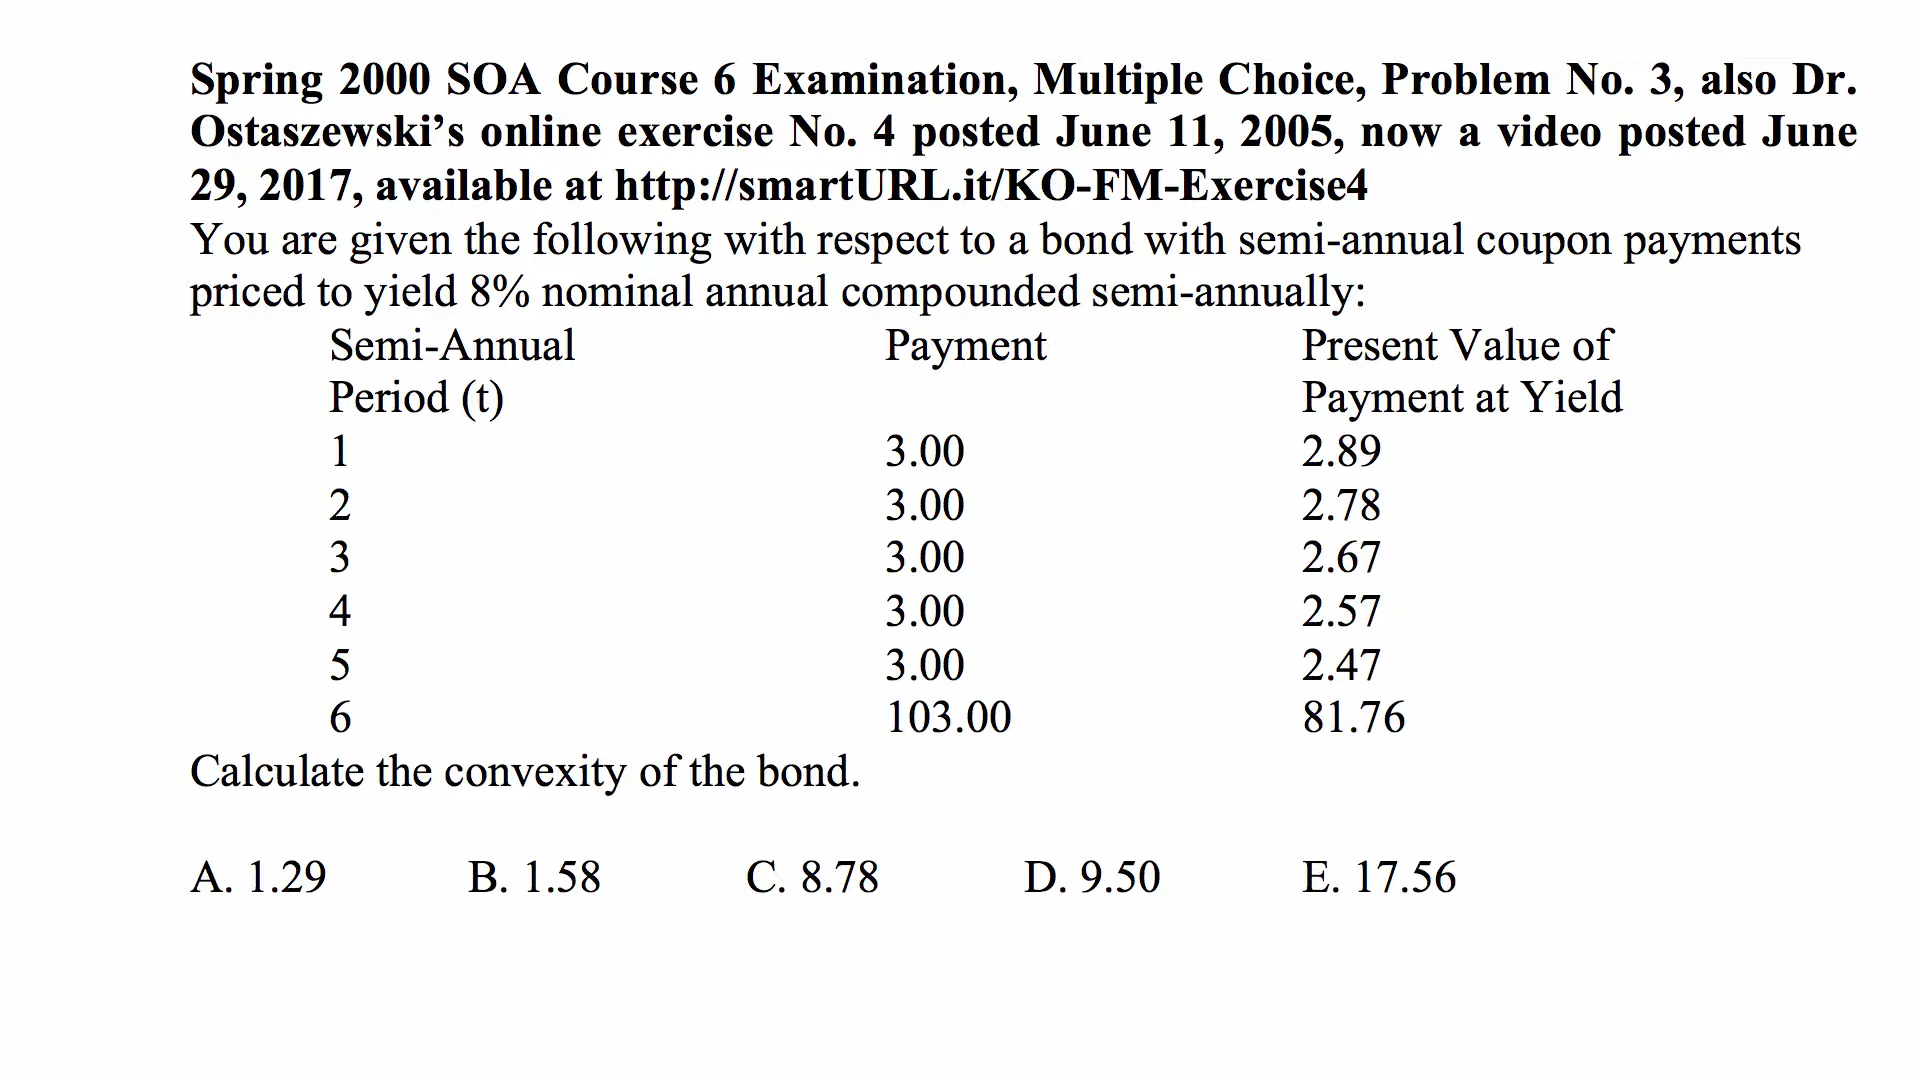 Spring 2000 SOA Course 6 Examination, Multiple Choice, Problem No. 3, also Dr.
Ostaszewski’s online exercise No. 4 posted June 11, 2005, now a video posted June
29, 2017, available at http://smartURL.it/KO-FM-Exercise4
You are given the following with respect to a bond with semi-annual coupon payments
priced to yield 8% nominal annual compounded semi-annually:
Semi-Annual Payment Present Value of
Period (t) Payment at Yield
1 3.00 2.89
2 3.00 2.78
3 3.00 2.67
4 3.00 2.57
5 3.00 2.47
6 103.00 81.76
Calculate the convexity of the bond.
A. 1.29 B. 1.58 C. 8.78 D. 9.50 E. 17.56